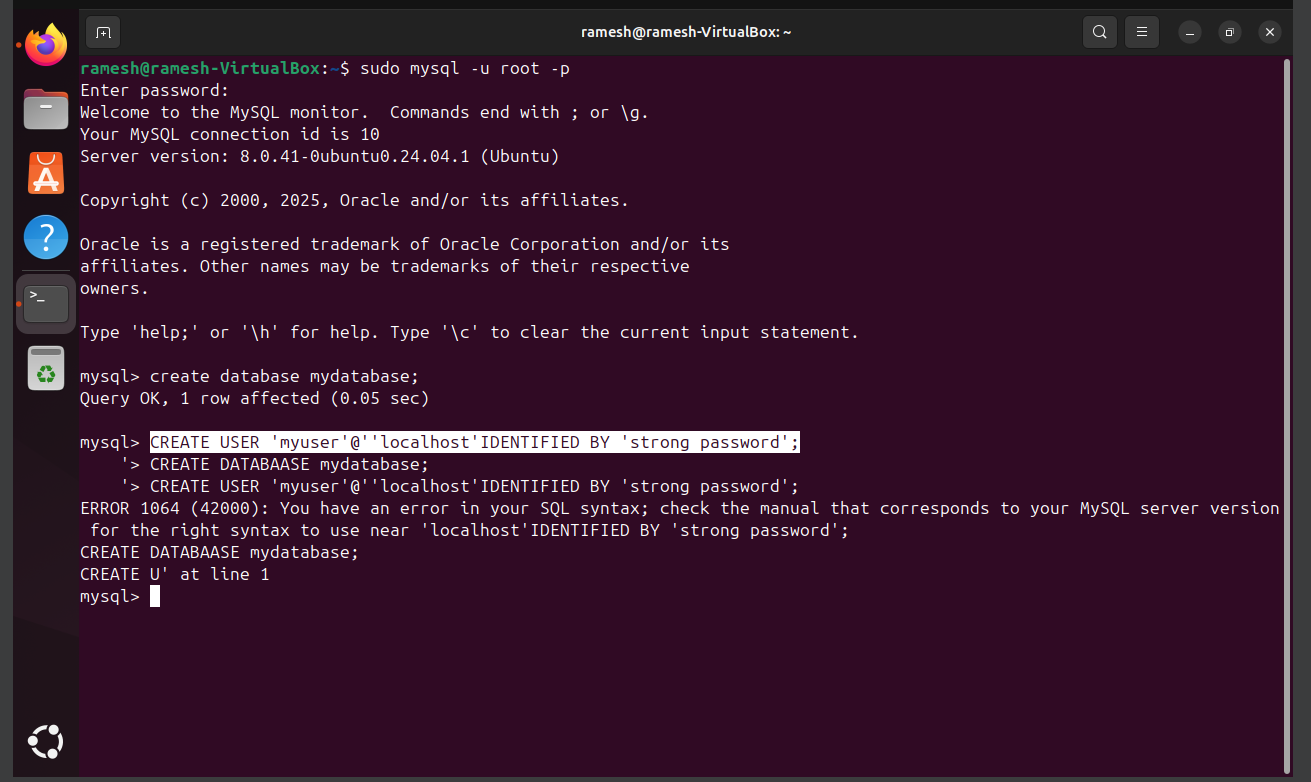 ramesh@ramesh-VirtualBox: ~
ramesh@ramesh-VirtualBox:~$ sudo mysql -u root -p
Enter password:
Welcome to the MySQL monitor.  Commands end with ; or \g.
Your MySQL connection id is 10
Server version: 8.0.41-0ubuntu0.24.04.1 (Ubuntu)
Copyright (c) 2000, 2025, Oracle and/or its affiliates.
Oracle is a registered trademark of Oracle Corporation and/or its
affiliates. Other names may be trademarks of their respective
owners.
Type 'help;' or '\h' for help. Type '\c' to clear the current input statement.
mysql> create database mydatabase;
Query OK, 1 row affected (0.05 sec)
mysql> CREATE USER 'myuser'@''localhost'IDENTIFIED BY 'strong password';
    '> CREATE DATABAASE mydatabase;
    '> CREATE USER 'myuser'@''localhost'IDENTIFIED BY 'strong password';
ERROR 1064 (42000): You have an error in your SQL syntax; check the manual that corresponds to your MySQL server version
 for the right syntax to use near 'localhost'IDENTIFIED BY 'strong password';
CREATE DATABAASE mydatabase;
CREATE U' at line 1
mysql>